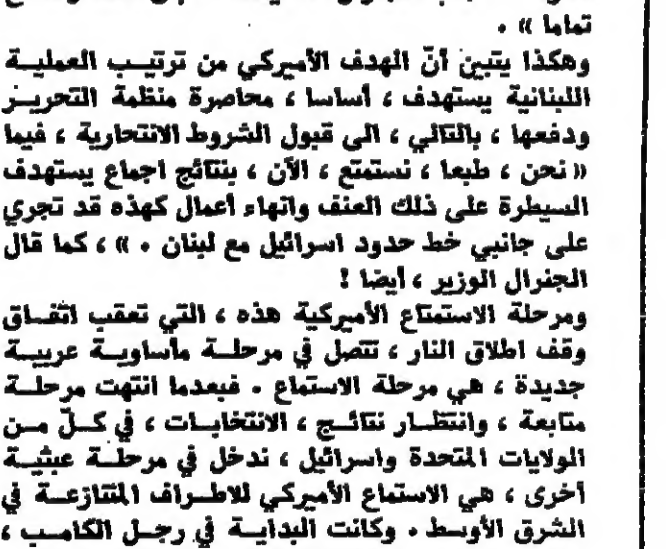 تماما » .
وهكذا يتبين أنّ الهدف الأميركي من ترتيب العملية
اللبنانية يستهدف ، أساسا ، محاصرة منظمة التحرير
ودفعها ، بالتالي ، الى قبول الشروط الانتحارية ، فيما
« نحن ، طبعا ، نستمتع ، الآن ، بنتائج اجماع يستهدف
السيطرة على ذلك العنف وانهاء أعمال كهذه قد تجري
على جانبي خط حدود اسرائيل مع لبنان . » ، كما قال
الجنرال الوزير ، أيضا !
ومرحلة الاستمتاع الأميركية هذه ، التي تعقب اتفاق
وقف اطلاق النار ، تتصل في مرحلة مأساوية عربية
جديدة ، هي مرحلة الاستماع . فبعدما انتهت مرحلة
متابعة ، وانتظار نتائج ، الانتخابات ، في كلّ من
الولايات المتحدة واسرائيل ، ندخل في مرحلة عبثية
أخرى ، هي الاستماع الأميركي للاطراف المتنازعة في
الشرق الأوسط . وكانت البداية في رجل الكامب ،